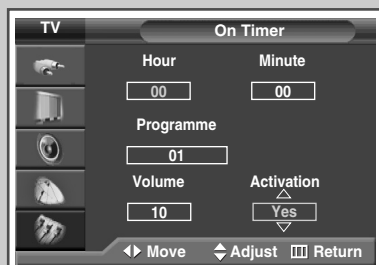 TV On Timer
Hour Minute
00 00
Programme
01
Volume Activation
10 Yes
Move Adjust Return